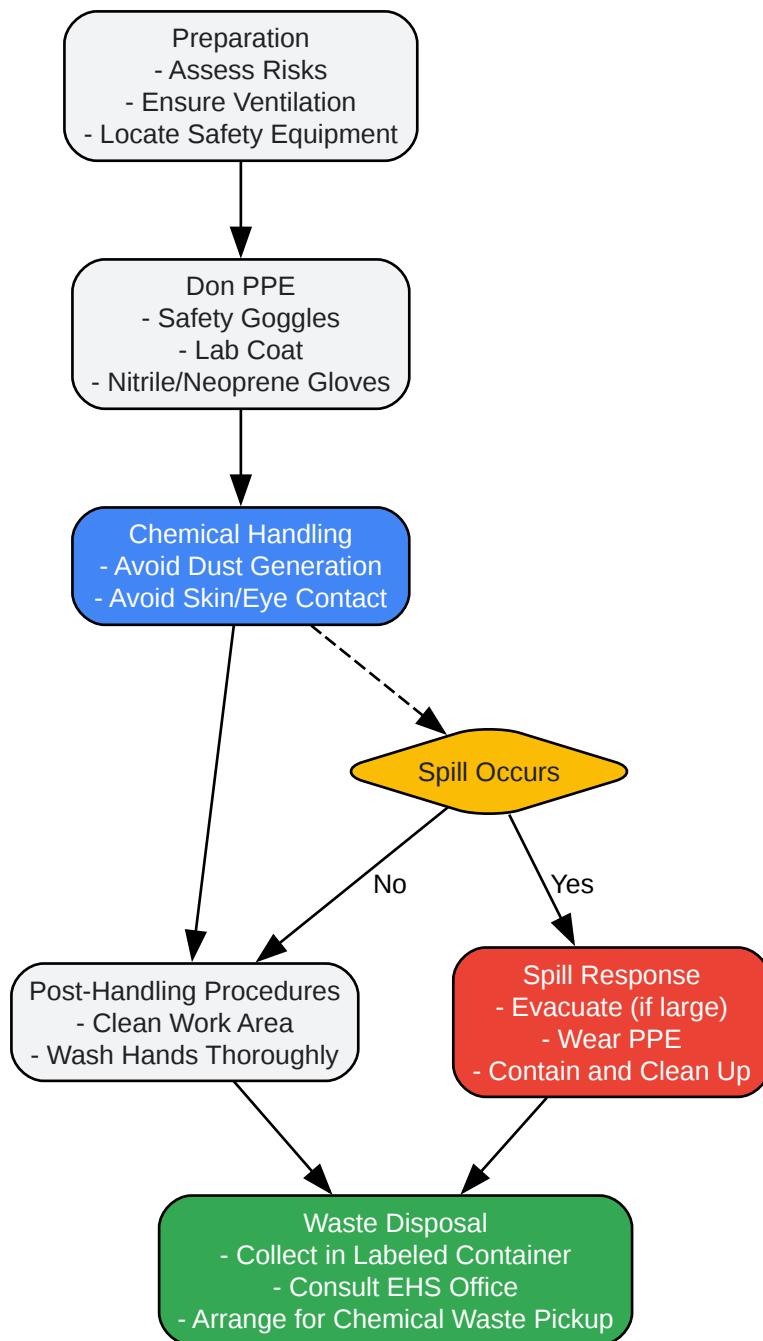 Preparation
- Assess Risks
- Ensure Ventilation
- Locate Safety Equipment
Don PPE
- Safety Goggles
- Lab Coat
- Nitrile/Neoprene Gloves
Chemical Handling
- Avoid Dust Generation
- Avoid Skin/Eye Contact
Spill Occurs
No
Yes
Post-Handling Procedures
- Clean Work Area
- Wash Hands Thoroughly
Spill Response
- Evacuate (if large)
- Wear PPE
- Contain and Clean Up
Waste Disposal
- Collect in Labeled Container
- Consult EHS Office
- Arrange for Chemical Waste Pickup